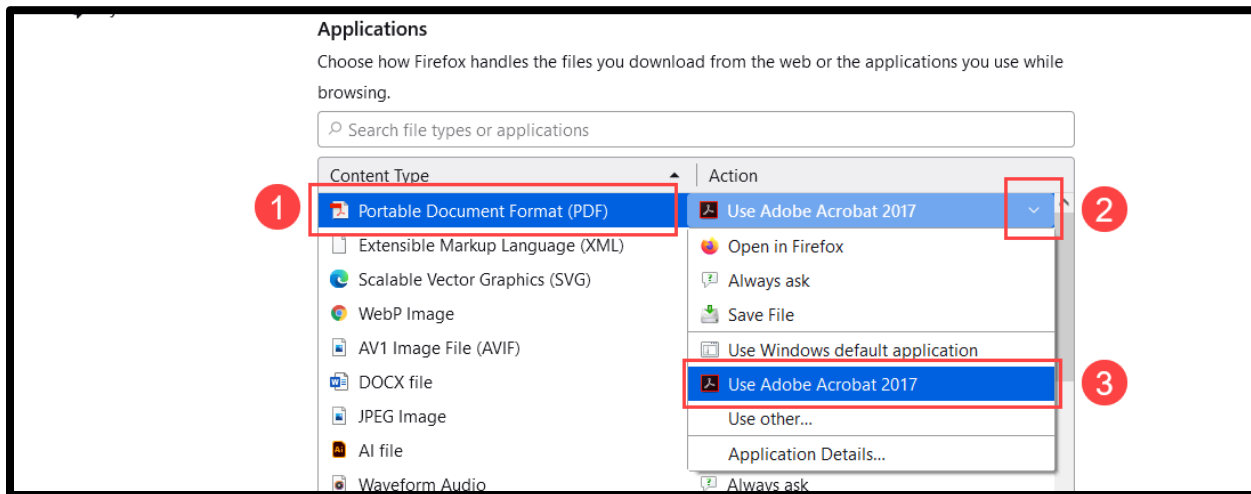 Applications
Choose how Firefox handles the files you download from the web or the applications you use while
browsing.
Search file types or applications
Content Type Action
1 Portable Document Format (PDF) Use Adobe Acrobat 2017 2
Extensible Markup Language (XML) Open in Firefox
Scalable Vector Graphics (SVG) Always ask
WebP Image Save File
AV1 Image File (AVIF) Use Windows default application
DOCX file Use Adobe Acrobat 2017 3
JPEG Image Use other...
Ai AI file Application Details...
Waveform Audio Always ask